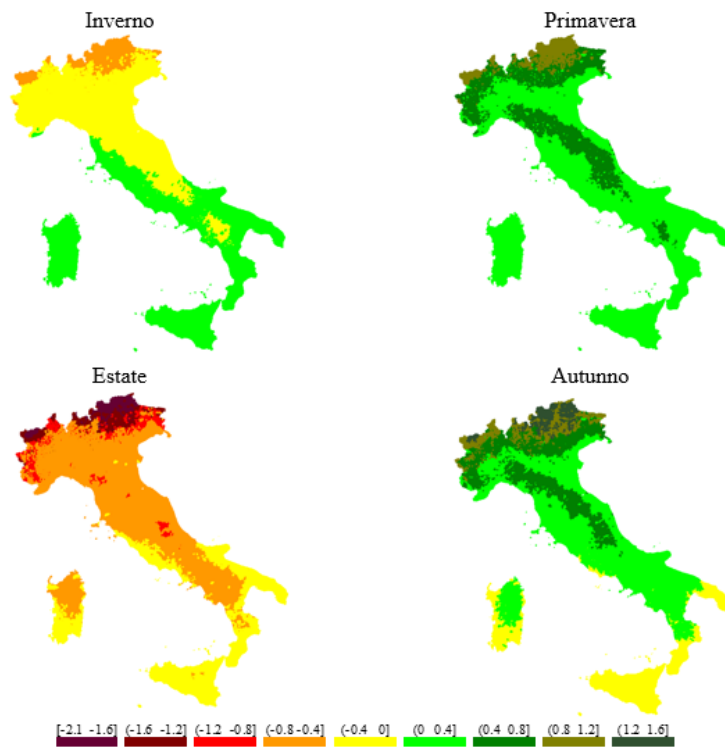 Inverno Primavera
Estate Autunno
[-2.1 -1.6] (-1.6 -1.2] (-1.2 -0.8] (-0.8 -0.4] (-0.4 0] (0 0.4] (0.4 0.8] (0.8 1.2] (1.2 1.6]